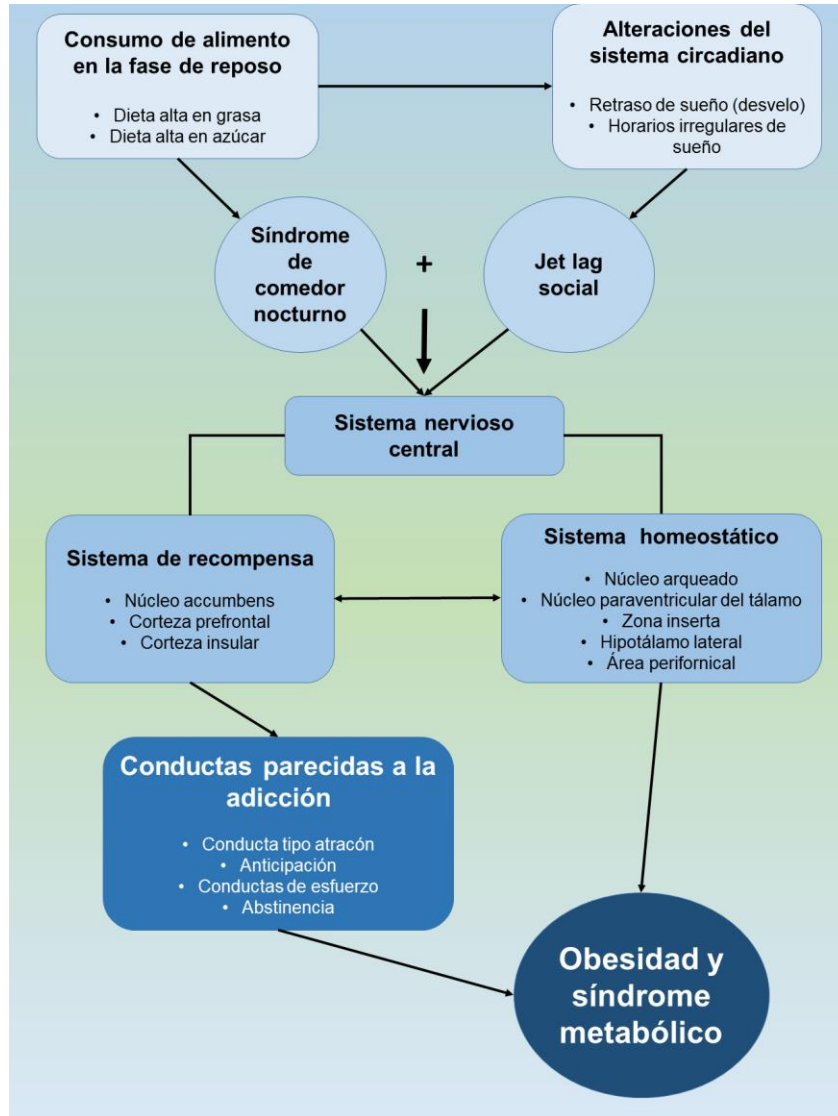 Consumo de alimento
en la fase de reposo
• Dieta alta en grasa
• Dieta alta en azúcar
Alteraciones del
sistema circadiano
• Retraso de sueño (desvelo)
• Horarios irregulares de
sueño
Síndrome
de
comedor
nocturno
+
Jet lag
social
Sistema nervioso
central
Sistema de recompensa
• Núcleo accumbens
• Corteza prefrontal
• Corteza insular
Sistema homeostático
• Núcleo arqueado
• Núcleo paraventricular del tálamo
• Zona inserta
• Hipotálamo lateral
• Área perifornical
Conductas parecidas a la
adicción
• Conducta tipo atracón
• Anticipación
• Conductas de esfuerzo
• Abstinencia
Obesidad y
síndrome
metabólico